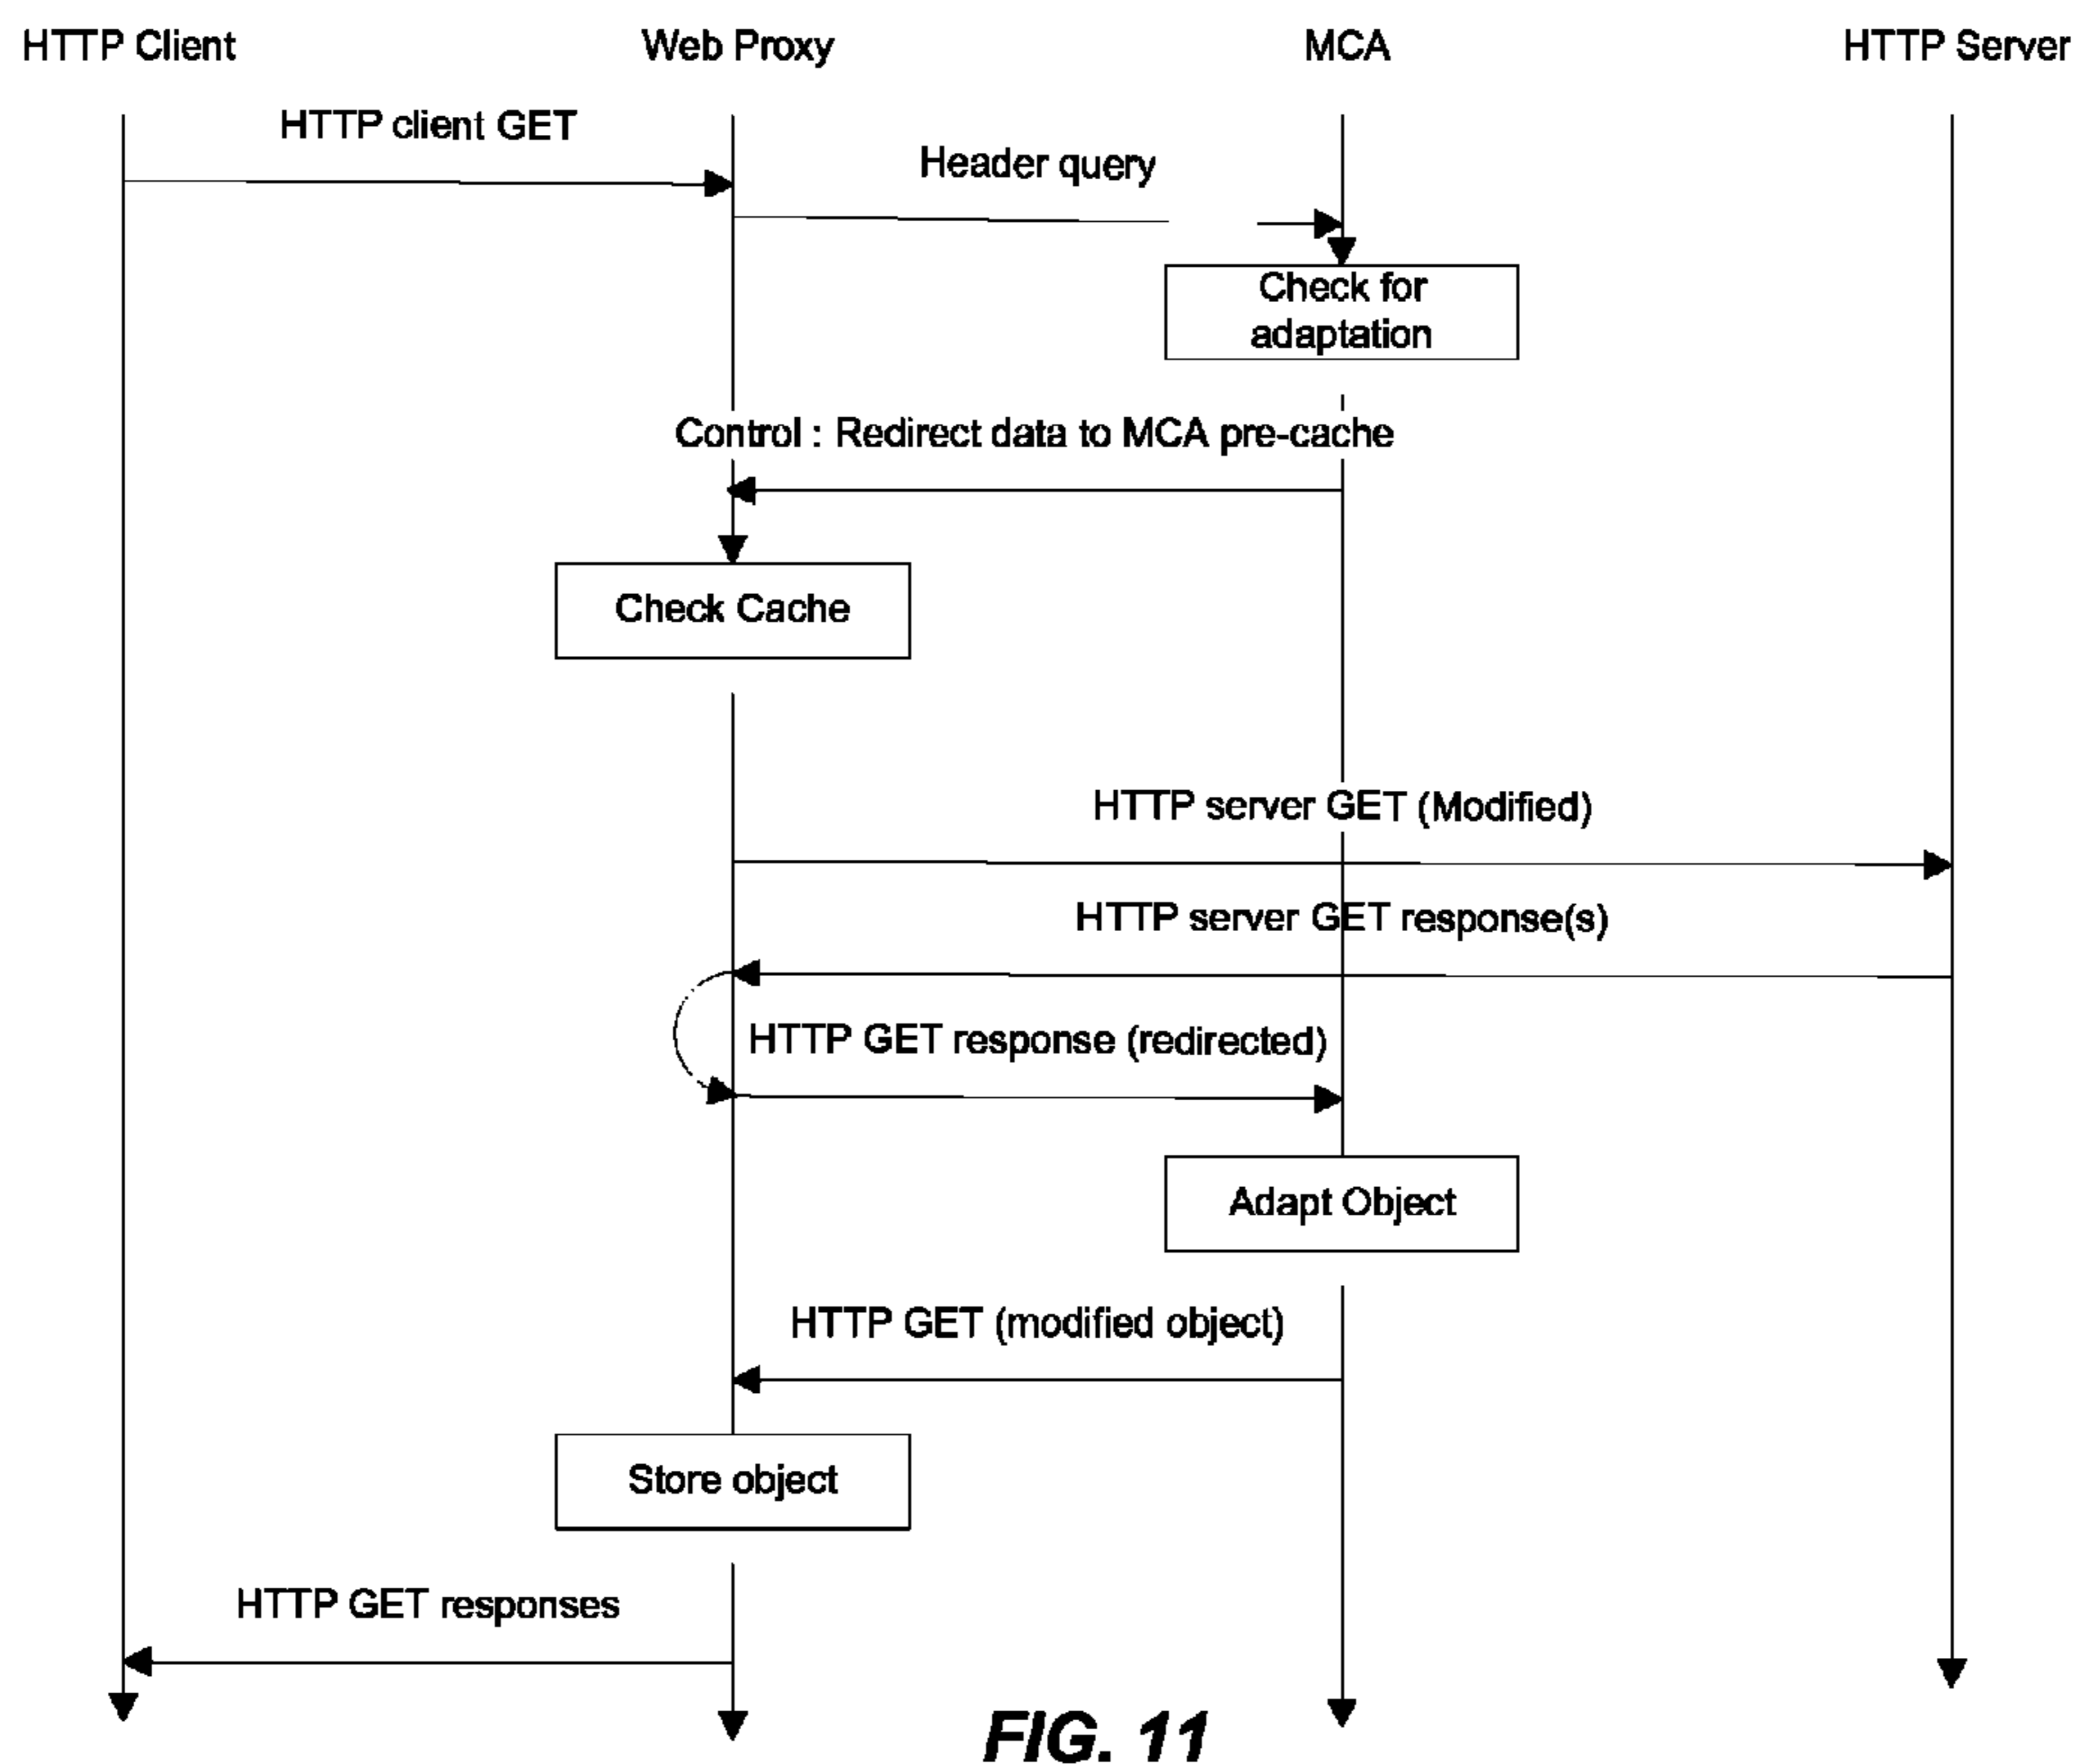 HTTP Client
Web Proxy
MCA
HTTP Server
HTTP client GET
Header query
Check for
adaptation
Control : Redirect data to MCA pre-cache
Check Cache
HTTP server GET (Modified)
HTTP server GET response(s)
HTTP GET response (redirected)
Adapt Object
HTTP GET (modified object)
Store object
HTTP GET responses
FIG. 11